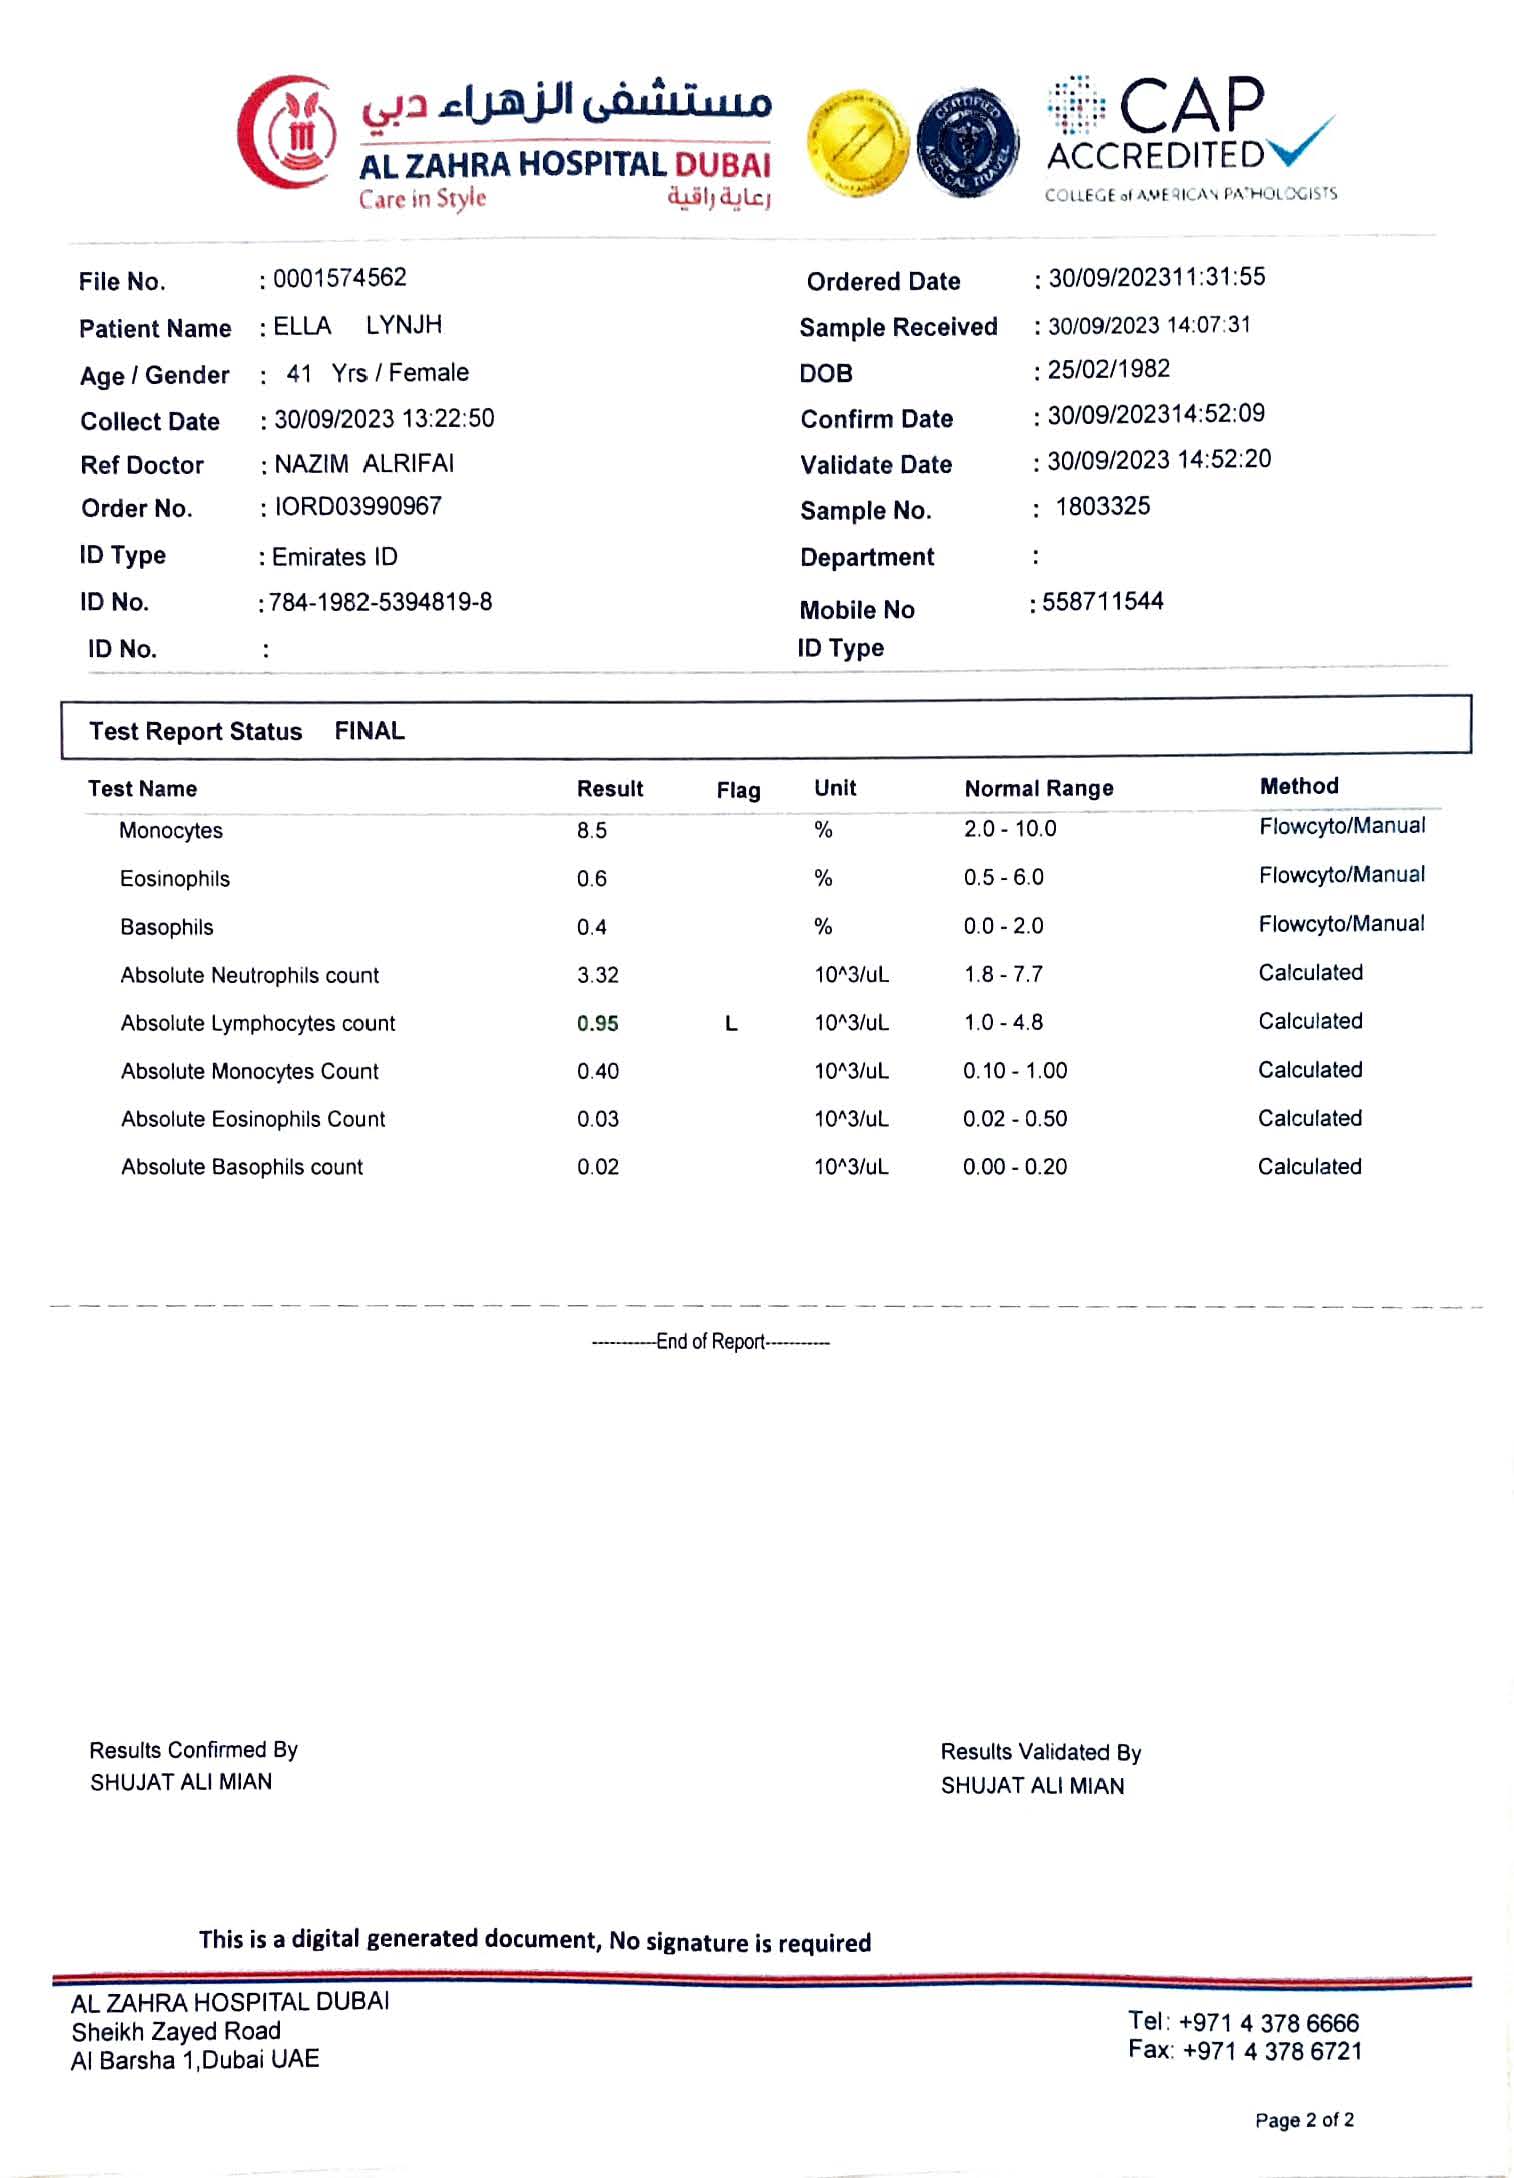 مستشفى الزهراء دبي
AL ZAHRA HOSPITAL DUBAI
Care in Style رعاية راقية
CERTIFIED
MEDICAL TRAVEL
CAP
ACCREDITED
COLLEGE of AMERICAN PATHOLOGISTS
File No. : 0001574562 Ordered Date : 30/09/202311:31:55
Patient Name : ELLA LYNJH Sample Received : 30/09/2023 14:07:31
Age / Gender : 41 Yrs / Female DOB : 25/02/1982
Collect Date : 30/09/2023 13:22:50 Confirm Date : 30/09/202314:52:09
Ref Doctor : NAZIM ALRIFAI Validate Date : 30/09/2023 14:52:20
Order No. : IORD03990967 Sample No. : 1803325
ID Type : Emirates ID Department :
ID No. : 784-1982-5394819-8 Mobile No : 558711544
ID No. : ID Type
Test Report Status FINAL
Test Name Result Flag Unit Normal Range Method
Monocytes 8.5 % 2.0 - 10.0 Flowcyto/Manual
Eosinophils 0.6 % 0.5 - 6.0 Flowcyto/Manual
Basophils 0.4 % 0.0 - 2.0 Flowcyto/Manual
Absolute Neutrophils count 3.32 10^3/uL 1.8 - 7.7 Calculated
Absolute Lymphocytes count 0.95 L 10^3/uL 1.0 - 4.8 Calculated
Absolute Monocytes Count 0.40 10^3/uL 0.10 - 1.00 Calculated
Absolute Eosinophils Count 0.03 10^3/uL 0.02 - 0.50 Calculated
Absolute Basophils count 0.02 10^3/uL 0.00 - 0.20 Calculated
-----------End of Report-----------
Results Confirmed By Results Validated By
SHUJAT ALI MIAN SHUJAT ALI MIAN
This is a digital generated document, No signature is required
AL ZAHRA HOSPITAL DUBAI
Sheikh Zayed Road Tel: +971 4 378 6666
Al Barsha 1,Dubai UAE Fax: +971 4 378 6721
Page 2 of 2